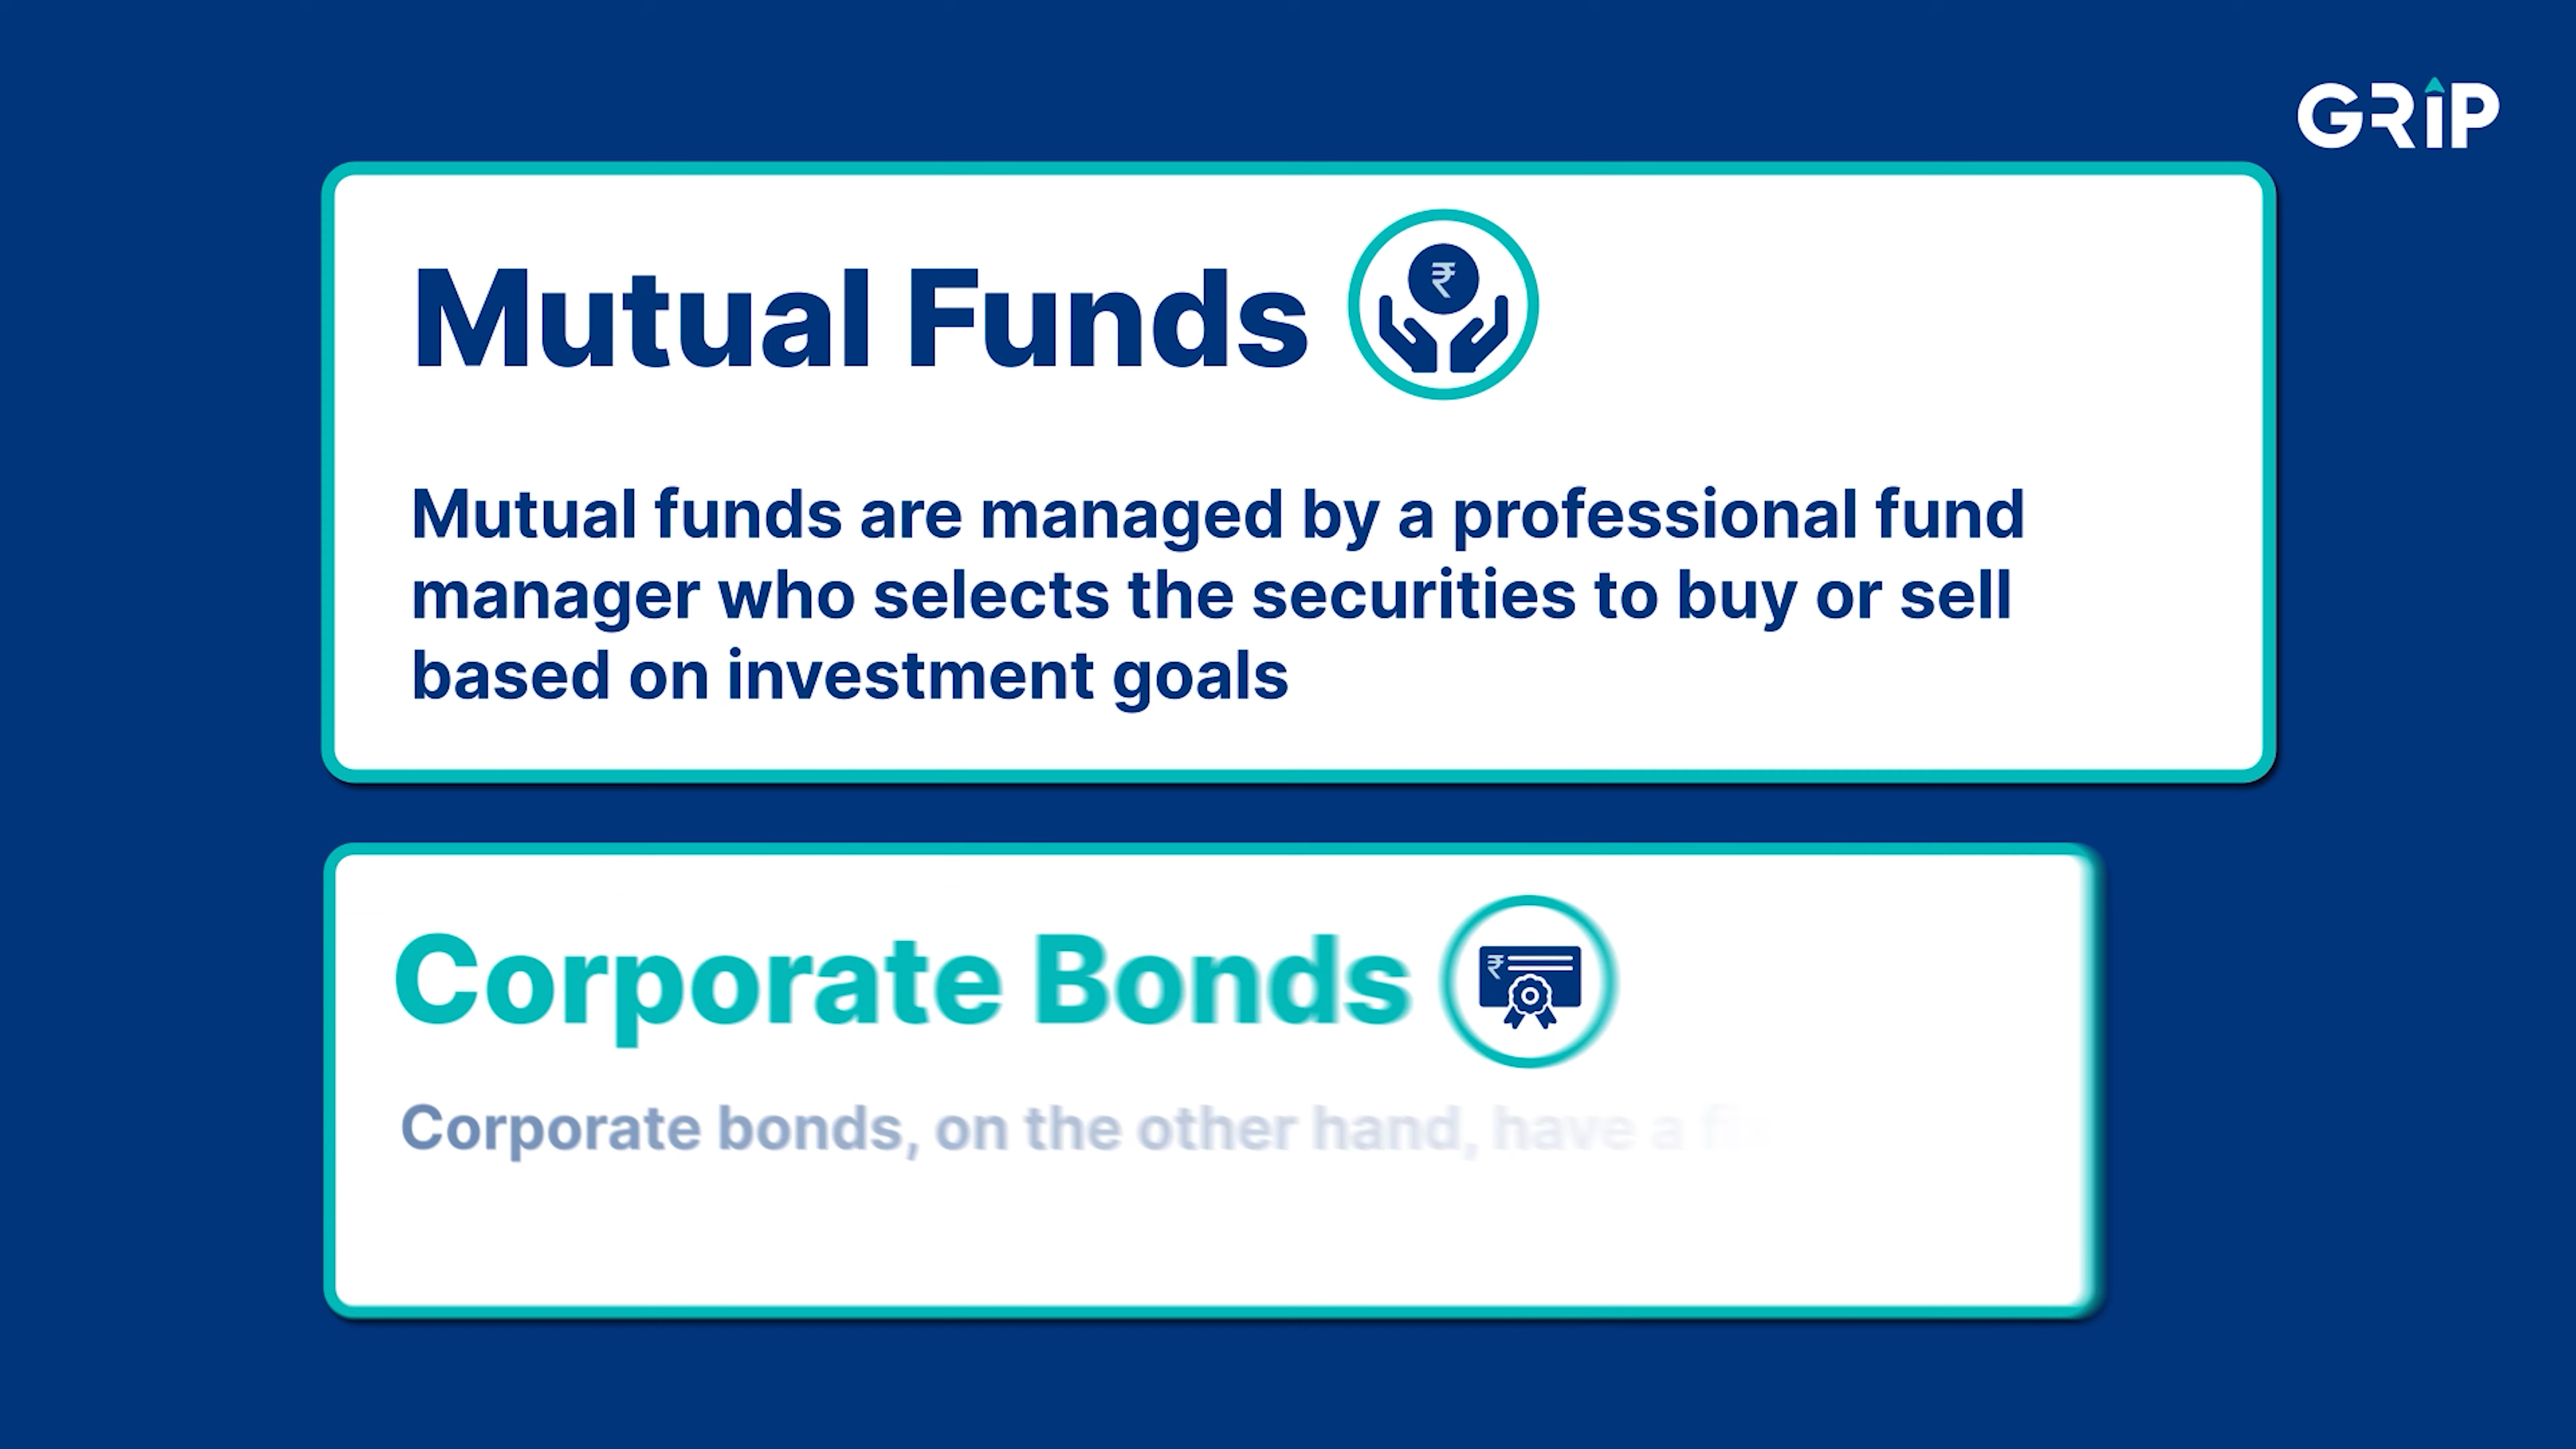 GRIP
Mutual Funds
₹
Mutual funds are managed by a professional fund
manager who selects the securities to buy or sell
based on investment goals
Corporate Bonds
₹
Corporate bonds, on the other hand, have a